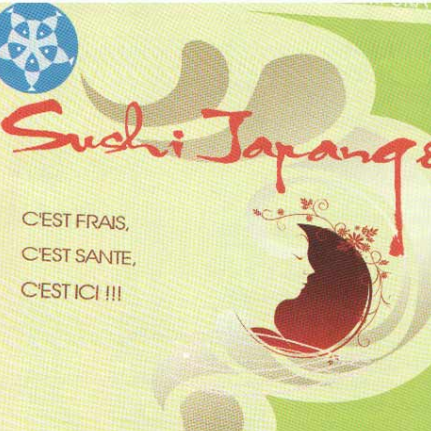 Sushi Japang
C'EST FRAIS,
C'EST SANTE,
C'EST ICI !!!